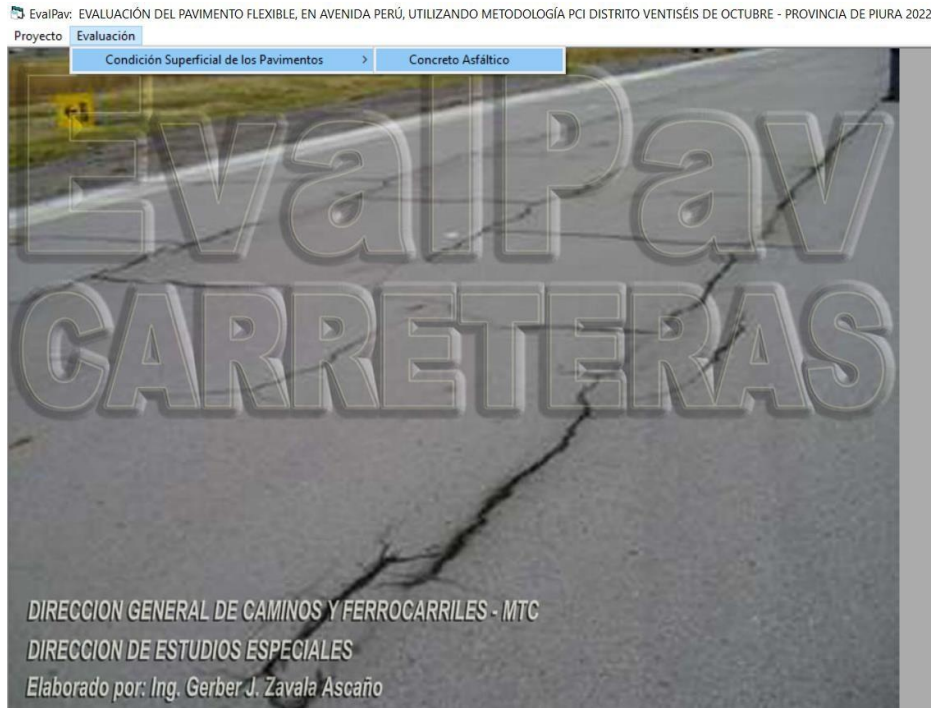 EvalPav: EVALUACIÓN DEL PAVIMENTO FLEXIBLE, EN AVENIDA PERÚ, UTILIZANDO METODOLOGÍA PCI DISTRITO VENTISÉIS DE OCTUBRE - PROVINCIA DE PIURA 2022
Proyecto Evaluación
Condición Superficial de los Pavimentos > Concreto Asfáltico
EvalPav
CARRETERAS
DIRECCION GENERAL DE CAMINOS Y FERROCARRILES - MTC
DIRECCION DE ESTUDIOS ESPECIALES
Elaborado por: Ing. Gerber J. Zavala Ascaño